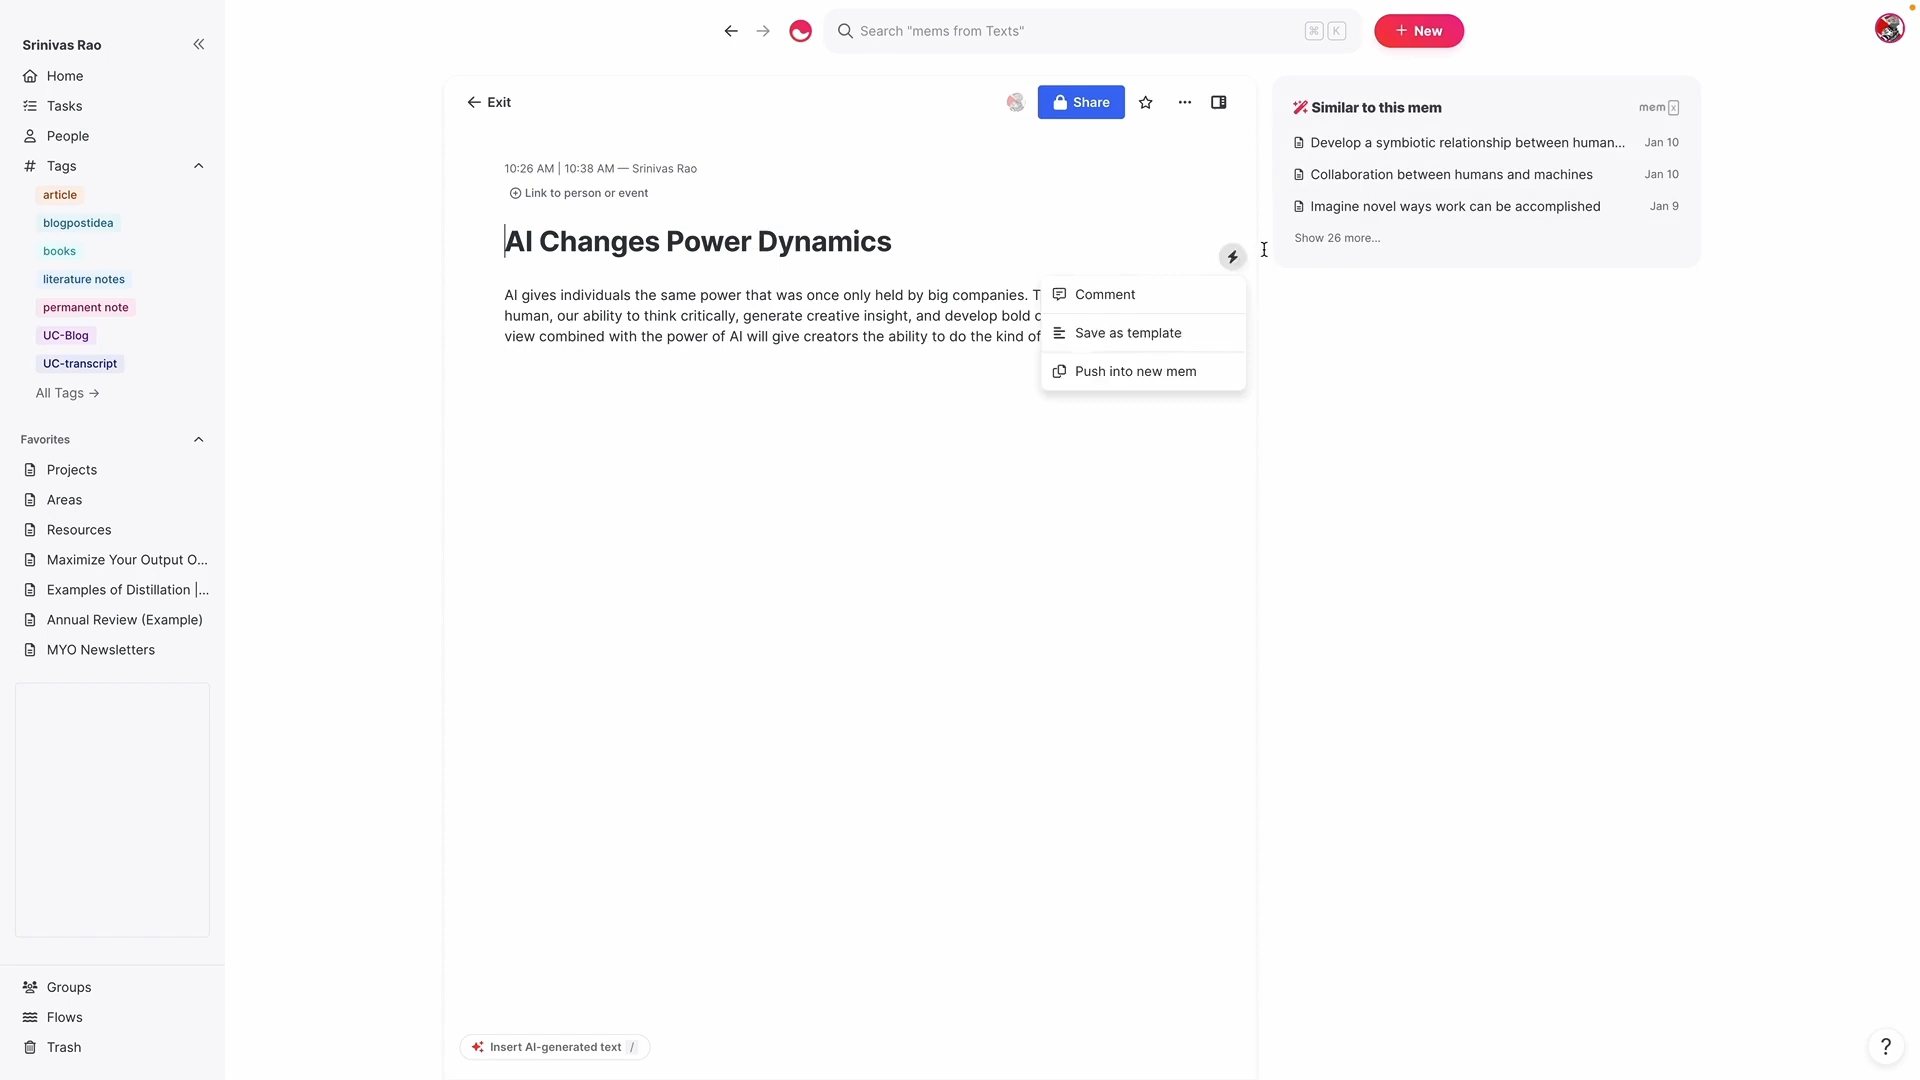 Srinivas Rao
Home
Tasks
People
# Tags
article
blogpostidea
books
literature notes
permanent note
UC-Blog
UC-transcript
All Tags →
Favorites
Projects
Areas
Resources
Maximize Your Output O...
Examples of Distillation |...
Annual Review (Example)
MYO Newsletters
Groups
Flows
Trash
Search "mems from Texts"
⌘ K
+ New
← Exit
Share
10:26 AM | 10:38 AM — Srinivas Rao
Link to person or event
AI Changes Power Dynamics
AI gives individuals the same power that was once only held by big companies. T
human, our ability to think critically, generate creative insight, and develop bold
view combined with the power of AI will give creators the ability to do the kind of
Comment
Save as template
Push into new mem
Insert AI-generated text /
Similar to this mem
mem x
Develop a symbiotic relationship between human... Jan 10
Collaboration between humans and machines Jan 10
Imagine novel ways work can be accomplished Jan 9
Show 26 more...
?